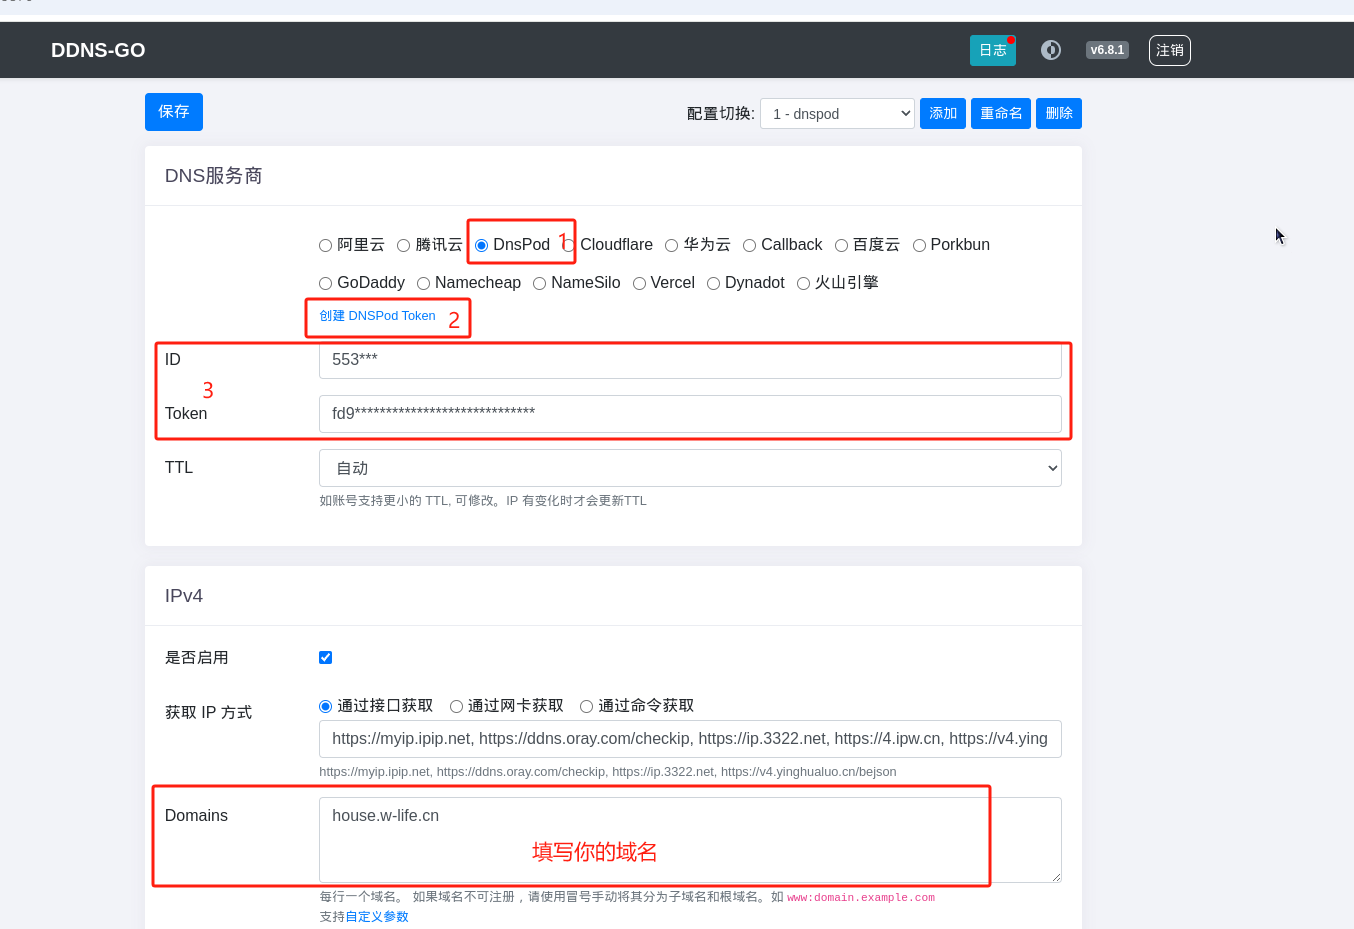 DDNS-GO 日志 v6.8.1 注销
保存 配置切换: 1 - dnspod 添加 重命名 删除
DNS服务商
阿里云 腾讯云 DnsPod 1 Cloudflare 华为云 Callback 百度云 Porkbun
GoDaddy Namecheap NameSilo Vercel Dynadot 火山引擎
创建 DNSPod Token 2
ID 553***
3
Token fd9*****************************
TTL 自动
如账号支持更小的 TTL, 可修改。IP 有变化时才会更新TTL
IPv4
是否启用
获取 IP 方式 通过接口获取 通过网卡获取 通过命令获取
https://myip.ipip.net, https://ddns.oray.com/checkip, https://ip.3322.net, https://4.ipw.cn, https://v4.ying
https://myip.ipip.net, https://ddns.oray.com/checkip, https://ip.3322.net, https://v4.yinghualuo.cn/bejson
Domains house.w-life.cn
填写你的域名
每行一个域名。 如果域名不可注册，请使用冒号手动将其分为子域名和根域名。如 www:domain.example.com
支持自定义参数